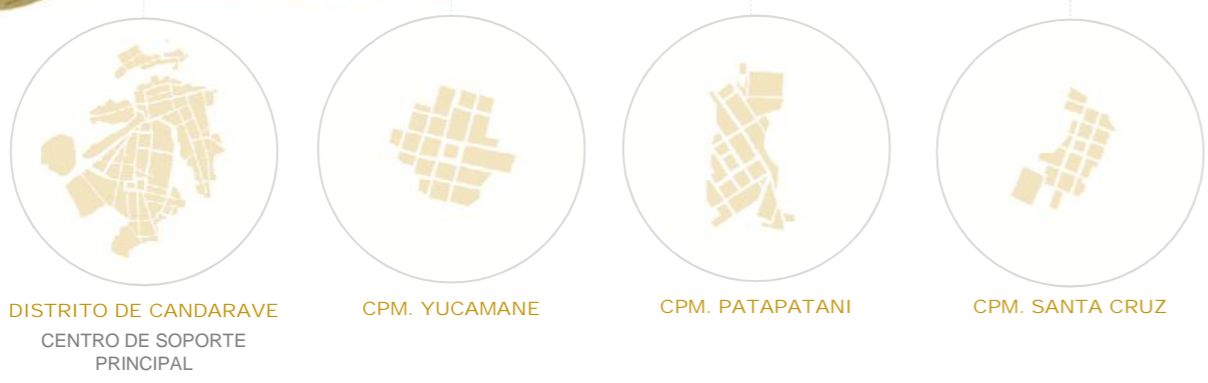 DISTRITO DE CANDARAVE
CENTRO DE SOPORTE
PRINCIPAL
CPM. YUCAMANE
CPM. PATAPATANI
CPM. SANTA CRUZ